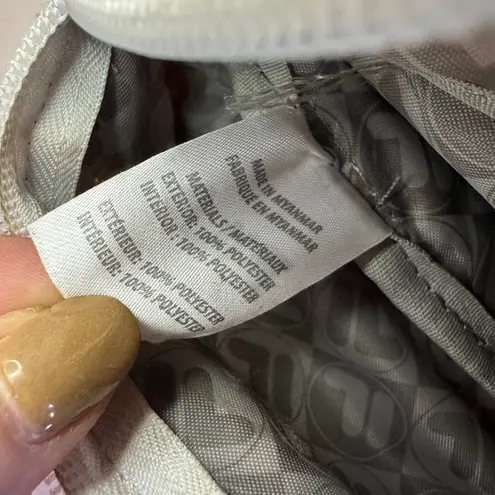 MADE IN MYANMAR
FABRIQUE EN MYANMAR
MATERIALS / MATÉRIAUX
EXTERIOR: 100% POLYESTER
INTERIOR: 100% POLYESTER
EXTÉRIEUR: 100% POLYESTER
INTÉRIEUR: 100% POLYESTER